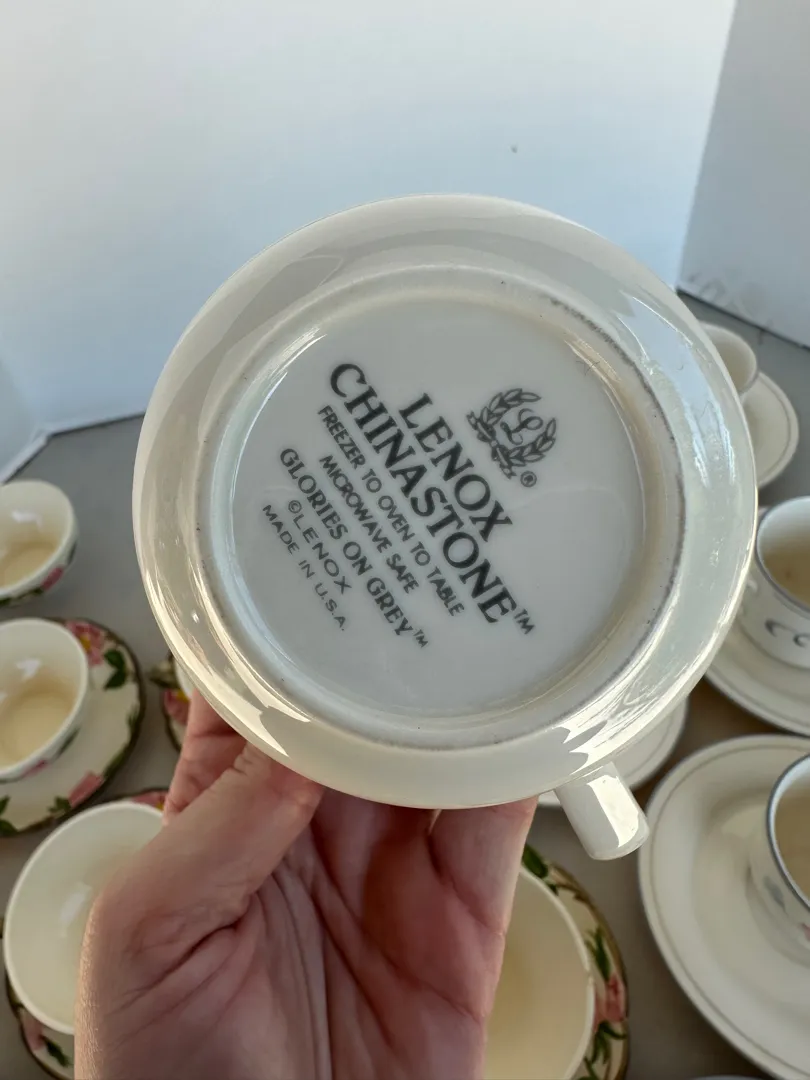 L ®
LENOX
CHINASTONE™
FREEZER TO OVEN TO TABLE
MICROWAVE SAFE
GLORIES ON GREY™
©LENOX
MADE IN U.S.A.